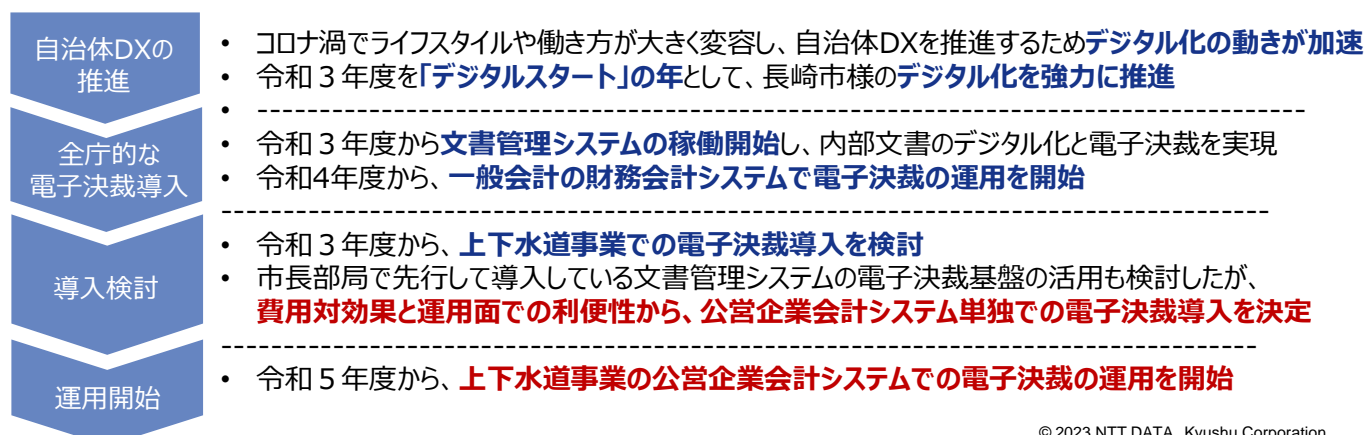 自治体DXの
推進
• コロナ渦でライフスタイルや働き方が大きく変容し、自治体DXを推進するためデジタル化の動きが加速
• 令和３年度を「デジタルスタート」の年として、長崎市様のデジタル化を強力に推進
• ------------------------------------------------------------------------------------
全庁的な
電子決裁導入
• 令和３年度から文書管理システムの稼働開始し、内部文書のデジタル化と電子決裁を実現
• 令和4年度から、一般会計の財務会計システムで電子決裁の運用を開始
------------------------------------------------------------------------------------
導入検討
• 令和３年度から、上下水道事業での電子決裁導入を検討
• 市長部局で先行して導入している文書管理システムの電子決裁基盤の活用も検討したが、
費用対効果と運用面での利便性から、公営企業会計システム単独での電子決裁導入を決定
-----------------------------------------------------------------------------------
運用開始
• 令和５年度から、上下水道事業の公営企業会計システムでの電子決裁の運用を開始
© 2023 NTT DATA Kyushu Corporation